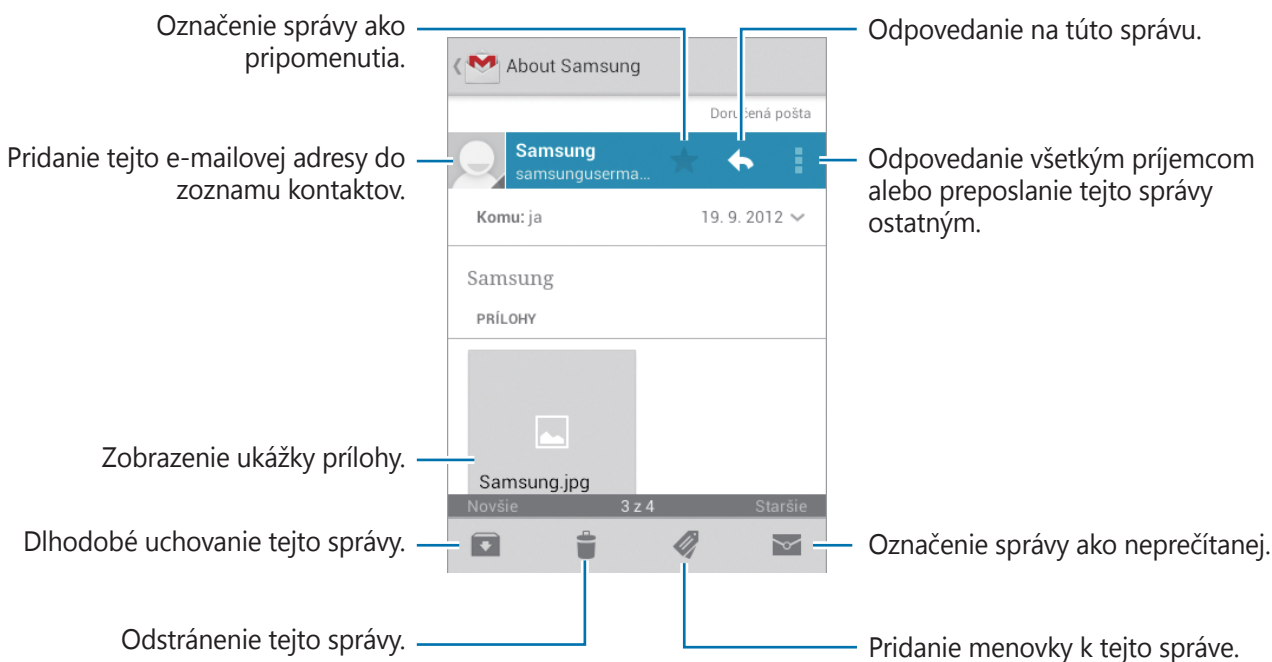 Označenie správy ako
pripomenutia.
Odpovedanie na túto správu.
About Samsung
Doručená pošta
Pridanie tejto e-mailovej adresy do
zoznamu kontaktov.
Samsung
samsunguserma...
Odpovedanie všetkým príjemcom
alebo preposlanie tejto správy
ostatným.
Komu: ja
19. 9. 2012
Samsung
PRÍLOHY
Zobrazenie ukážky prílohy.
Samsung.jpg
Novšie 3 z 4 Staršie
Dlhodobé uchovanie tejto správy.
Označenie správy ako neprečítanej.
Odstránenie tejto správy.
Pridanie menovky k tejto správe.